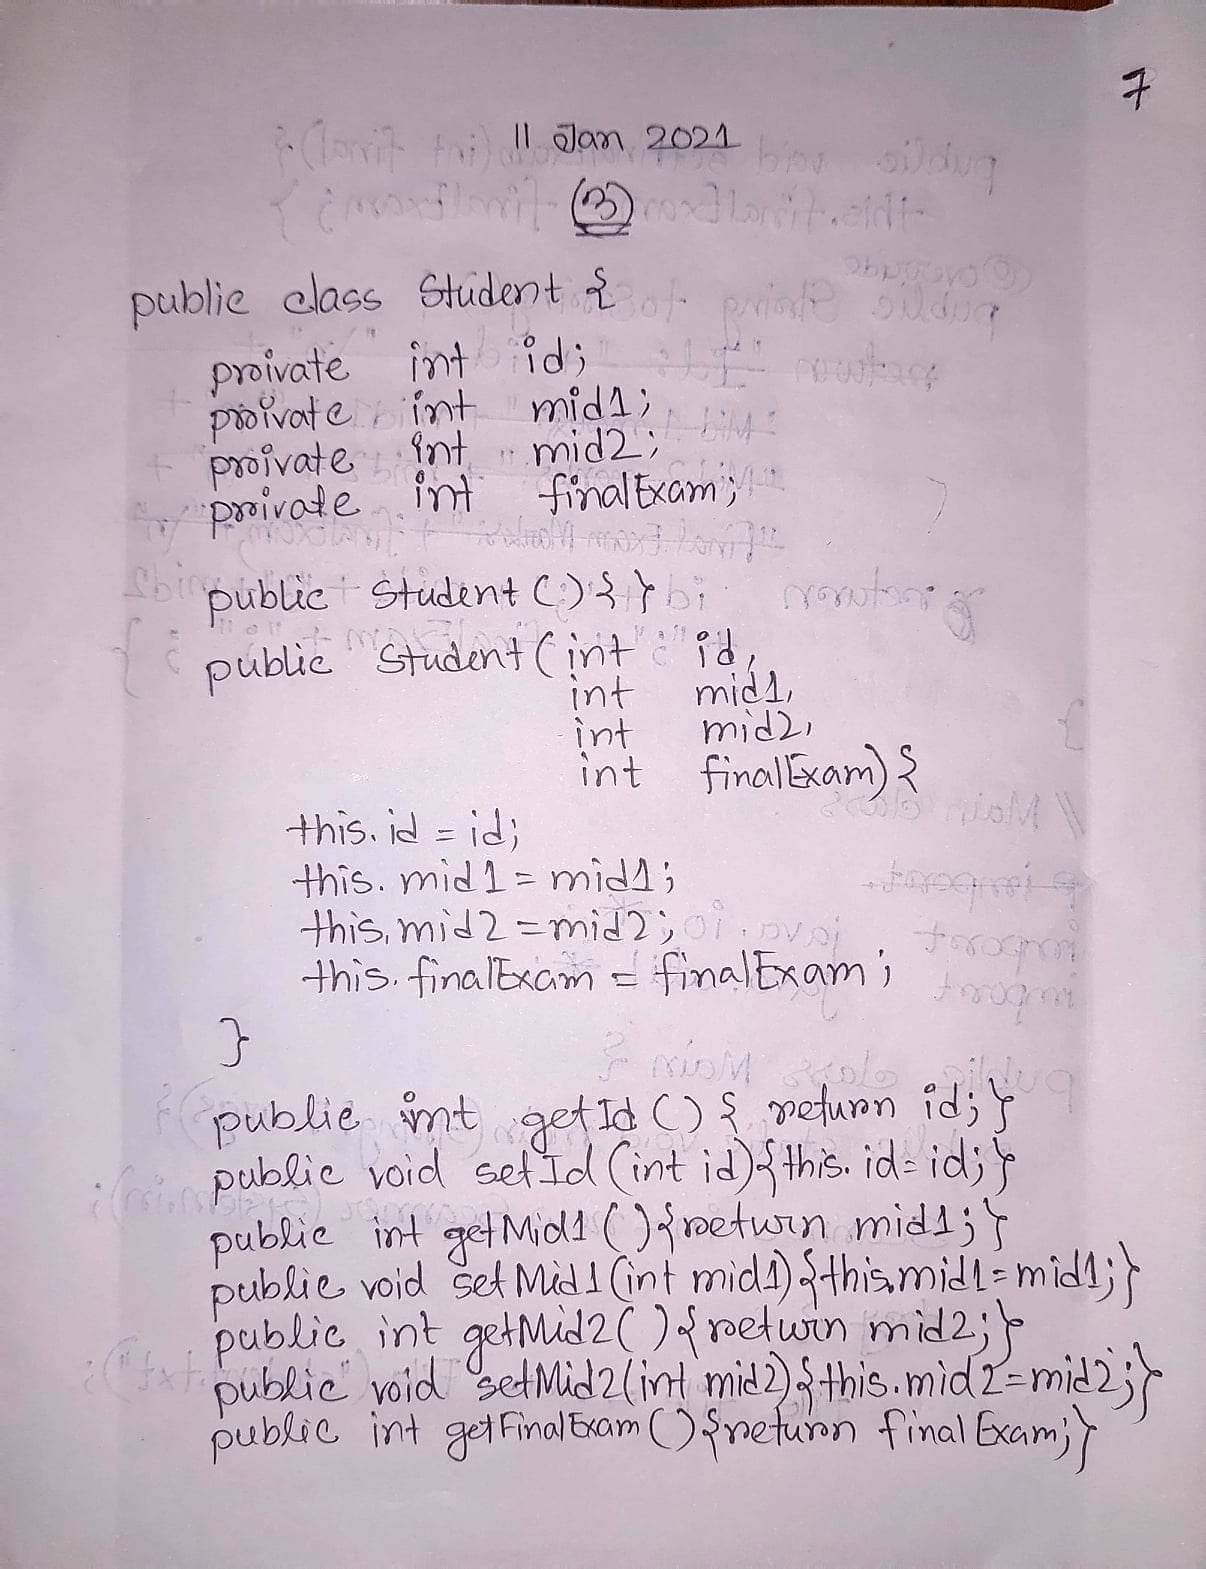 7
11 Jan 2021
(3)
public class Student {
private int id;
private int mid1;
private int mid2;
private int finalExam;
public Student () { }
public Student (int id,
int mid1,
int mid2,
int finalExam) {
this.id = id;
this.mid1 = mid1;
this.mid2 = mid2;
this.finalExam = finalExam;
}
public int getId () { return id; }
public void setId (int id) { this.id = id; }
public int getMid1 () { return mid1; }
public void setMid1 (int mid1) { this.mid1 = mid1; }
public int getMid2 ( ) { return mid2; }
public void setMid2 (int mid2) { this.mid2 = mid2; }
public int getFinalExam () { return finalExam; }